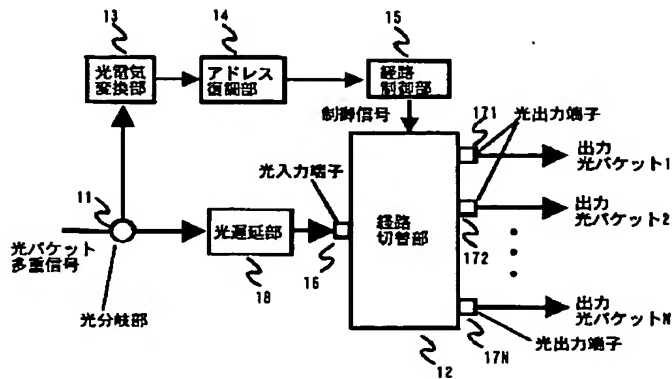 13
14
15
光電気
変換部
アドレス
復調部
経路
制御部
制御信号
171
光出力端子
出力
光パケット1
光入力端子
11
出力
光パケット2
光遅延部
経路
切替部
172
光パケット
多重信号
18
16
光分岐部
出力
光パケットN
光出力端子
17N
12